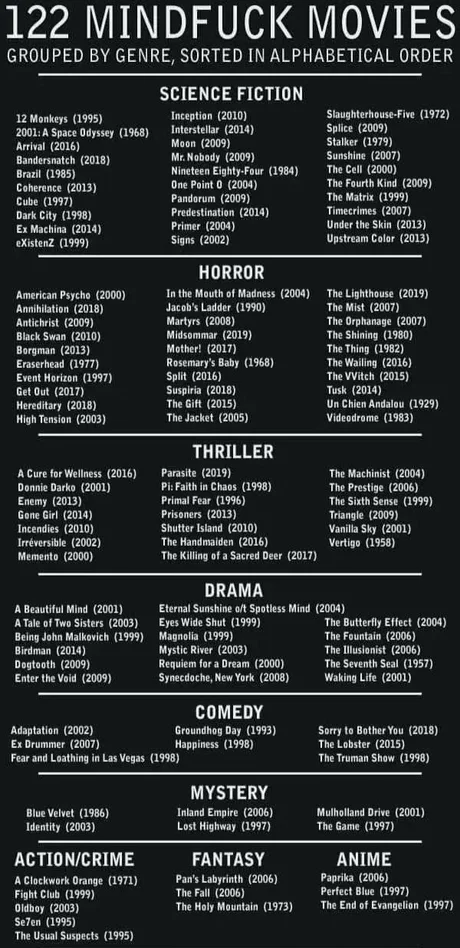 122 MINDFUCK MOVIES
GROUPED BY GENRE, SORTED IN ALPHABETICAL ORDER
SCIENCE FICTION
12 Monkeys (1995)
2001: A Space Odyssey (1968)
Arrival (2016)
Bandersnatch (2018)
Brazil (1985)
Coherence (2013)
Cube (1997)
Dark City (1998)
Ex Machina (2014)
eXistenZ (1999)
Inception (2010)
Interstellar (2014)
Moon (2009)
Mr. Nobody (2009)
Nineteen Eighty-Four (1984)
One Point 0 (2004)
Pandorum (2009)
Predestination (2014)
Primer (2004)
Signs (2002)
Slaughterhouse-Five (1972)
Splice (2009)
Stalker (1979)
Sunshine (2007)
The Cell (2000)
The Fourth Kind (2009)
The Matrix (1999)
Timecrimes (2007)
Under the Skin (2013)
Upstream Color (2013)
HORROR
American Psycho (2000)
Annihilation (2018)
Antichrist (2009)
Black Swan (2010)
Borgman (2013)
Eraserhead (1977)
Event Horizon (1997)
Get Out (2017)
Hereditary (2018)
High Tension (2003)
In the Mouth of Madness (2004)
Jacob's Ladder (1990)
Martyrs (2008)
Midsommar (2019)
Mother! (2017)
Rosemary's Baby (1968)
Split (2016)
Suspiria (2018)
The Gift (2015)
The Jacket (2005)
The Lighthouse (2019)
The Mist (2007)
The Orphanage (2007)
The Shining (1980)
The Thing (1982)
The Wailing (2016)
The VVitch (2015)
Tusk (2014)
Un Chien Andalou (1929)
Videodrome (1983)
THRILLER
A Cure for Wellness (2016)
Donnie Darko (2001)
Enemy (2013)
Gone Girl (2014)
Incendies (2010)
Irréversible (2002)
Memento (2000)
Parasite (2019)
Pi: Faith in Chaos (1998)
Primal Fear (1996)
Prisoners (2013)
Shutter Island (2010)
The Handmaiden (2016)
The Killing of a Sacred Deer (2017)
The Machinist (2004)
The Prestige (2006)
The Sixth Sense (1999)
Triangle (2009)
Vanilla Sky (2001)
Vertigo (1958)
DRAMA
A Beautiful Mind (2001)
A Tale of Two Sisters (2003)
Being John Malkovich (1999)
Birdman (2014)
Dogtooth (2009)
Enter the Void (2009)
Eternal Sunshine o/t Spotless Mind (2004)
Eyes Wide Shut (1999)
Magnolia (1999)
Mystic River (2003)
Requiem for a Dream (2000)
Synecdoche, New York (2008)
The Butterfly Effect (2004)
The Fountain (2006)
The Illusionist (2006)
The Seventh Seal (1957)
Waking Life (2001)
COMEDY
Adaptation (2002)
Ex Drummer (2007)
Fear and Loathing in Las Vegas (1998)
Groundhog Day (1993)
Happiness (1998)
Sorry to Bother You (2018)
The Lobster (2015)
The Truman Show (1998)
MYSTERY
Blue Velvet (1986)
Identity (2003)
Inland Empire (2006)
Lost Highway (1997)
Mulholland Drive (2001)
The Game (1997)
ACTION/CRIME
A Clockwork Orange (1971)
Fight Club (1999)
Oldboy (2003)
Se7en (1995)
The Usual Suspects (1995)
FANTASY
Pan's Labyrinth (2006)
The Fall (2006)
The Holy Mountain (1973)
ANIME
Paprika (2006)
Perfect Blue (1997)
The End of Evangelion (1997)